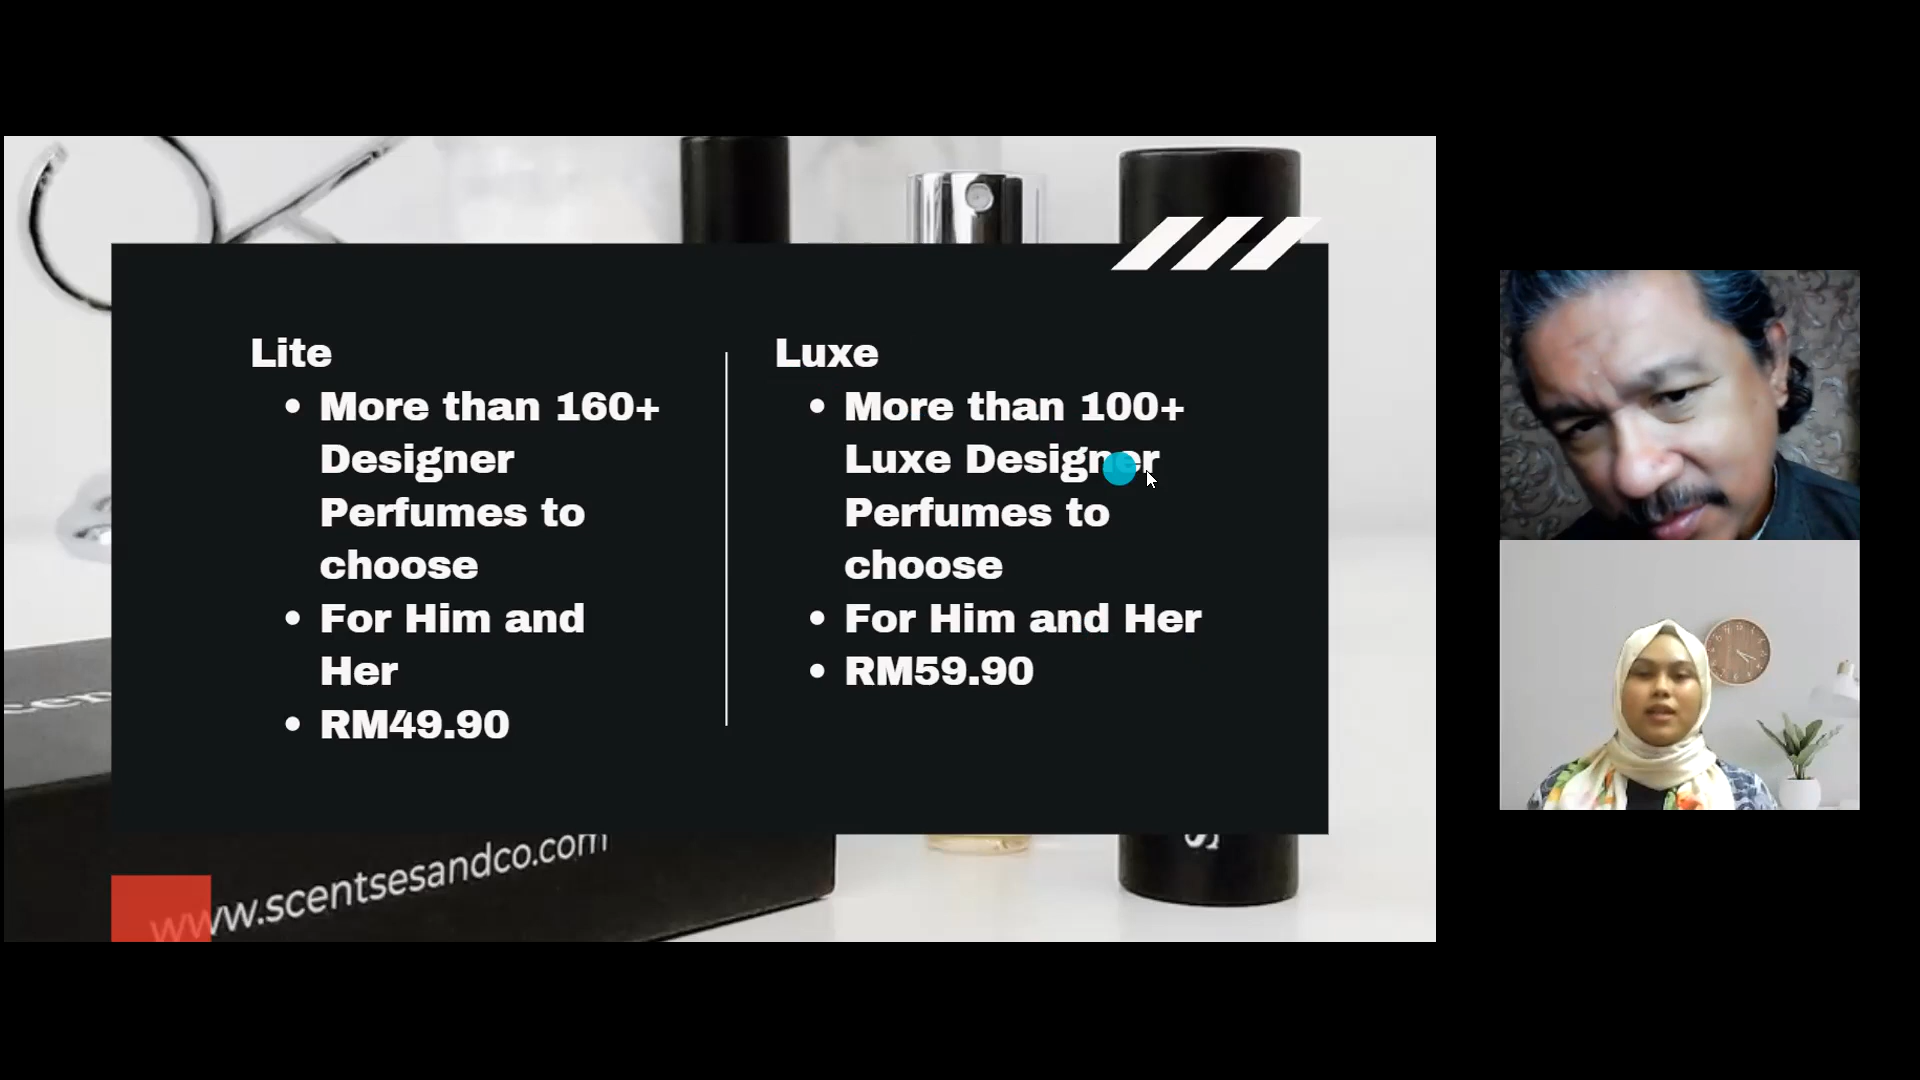 Lite
• More than 160+
Designer
Perfumes to
choose
• For Him and
Her
• RM49.90
Luxe
• More than 100+
Luxe Designer
Perfumes to
choose
• For Him and Her
• RM59.90
www.scentsesandco.com